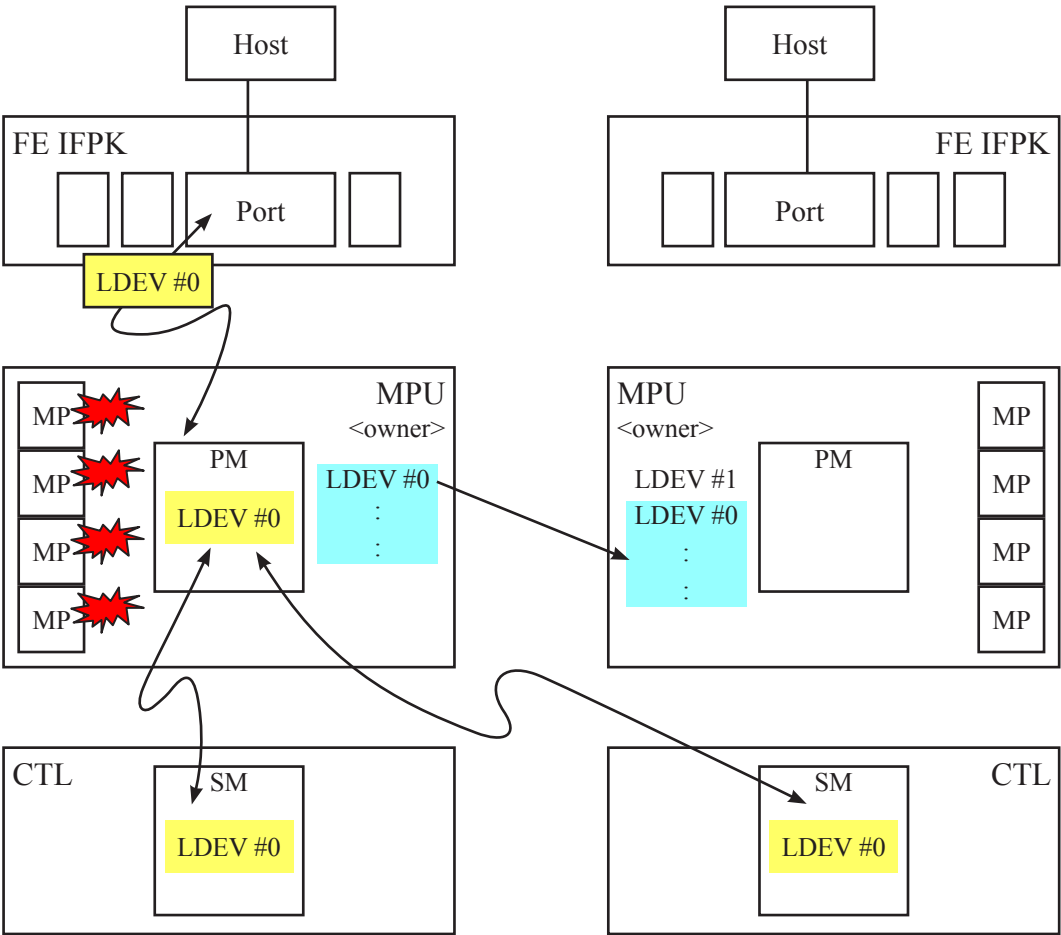 Host
Host
FE IFPK
FE IFPK
Port
Port
LDEV #0
MPU
<owner>
MP
MP
MP
MP
PM
LDEV #0
LDEV #0
:
:
MPU
<owner>
LDEV #1
LDEV #0
:
:
PM
MP
MP
MP
MP
CTL
SM
LDEV #0
SM
LDEV #0
CTL